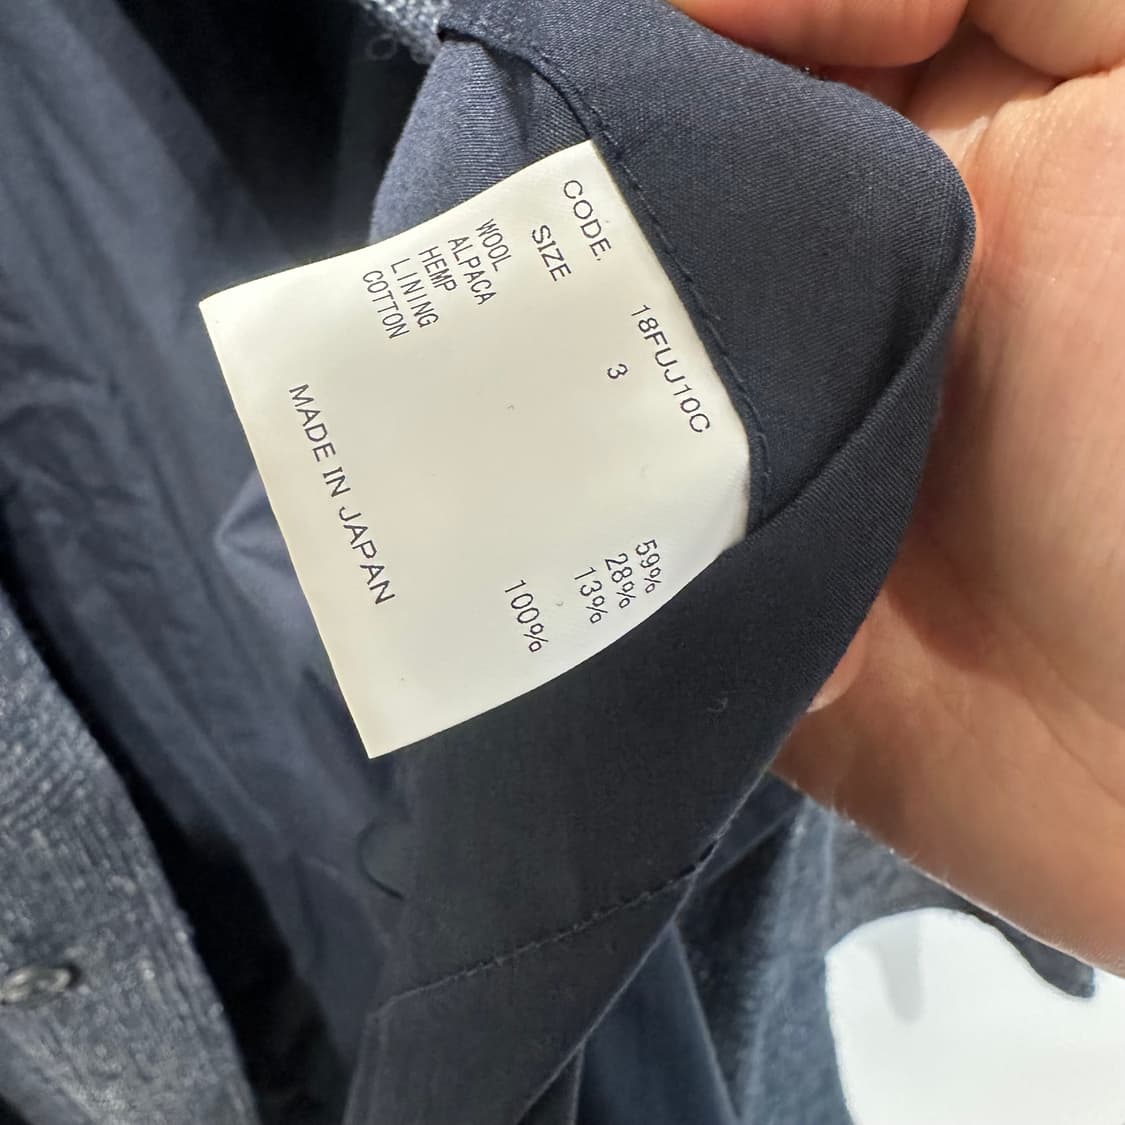 CODE. 18FUJ10C
SIZE 3
WOOL 59%
ALPACA 28%
HEMP 13%
LINING
COTTON 100%
MADE IN JAPAN